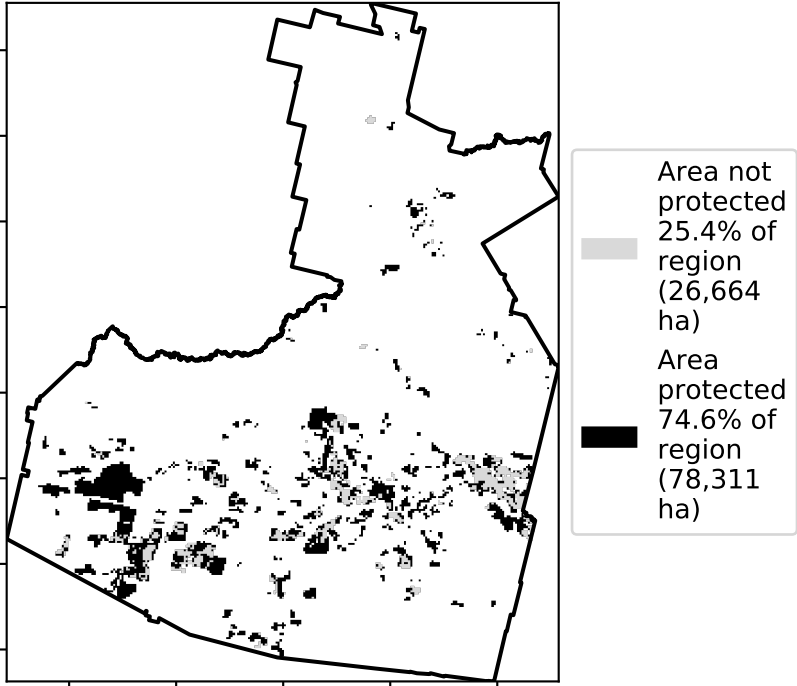 Area not
protected
25.4% of
region
(26,664
ha)
Area
protected
74.6% of
region
(78,311
ha)